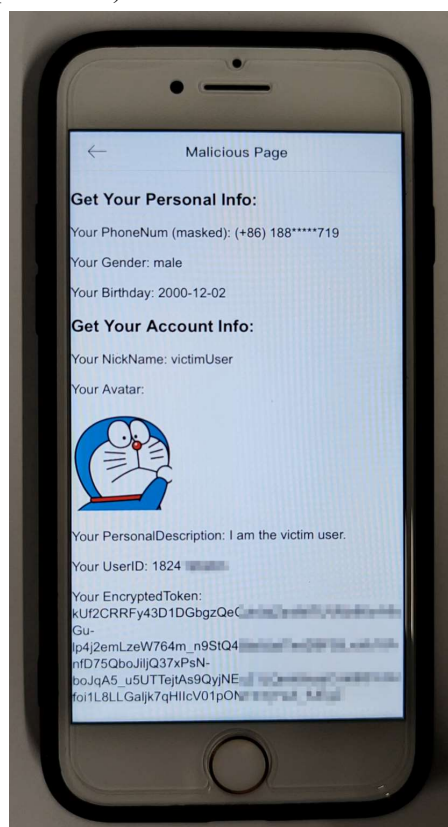 Malicious Page
Get Your Personal Info:
Your PhoneNum (masked): (+86) 188*****719
Your Gender: male
Your Birthday: 2000-12-02
Get Your Account Info:
Your NickName: victimUser
Your Avatar:
Your PersonalDescription: I am the victim user.
Your UserID: 1824
Your EncryptedToken:
kUf2CRRFy43D1DGbgzQe
Gu-
lp4j2emLzeW764m_n9StQ4
nfD75QboJiljQ37xPsN-
boJqA5_u5UTTejtAs9QyjNE
foi1L8LLGaljk7qHIIcV01pO